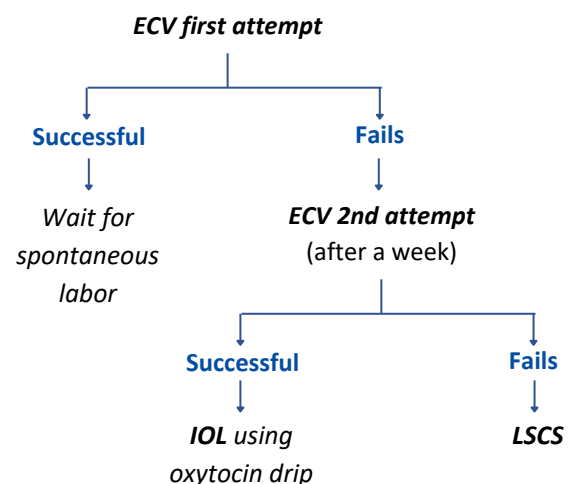 ECV first attempt
Successful
Fails
Wait for
spontaneous
labor
ECV 2nd attempt
(after a week)
Successful
Fails
IOL using
oxytocin drip
LSCS